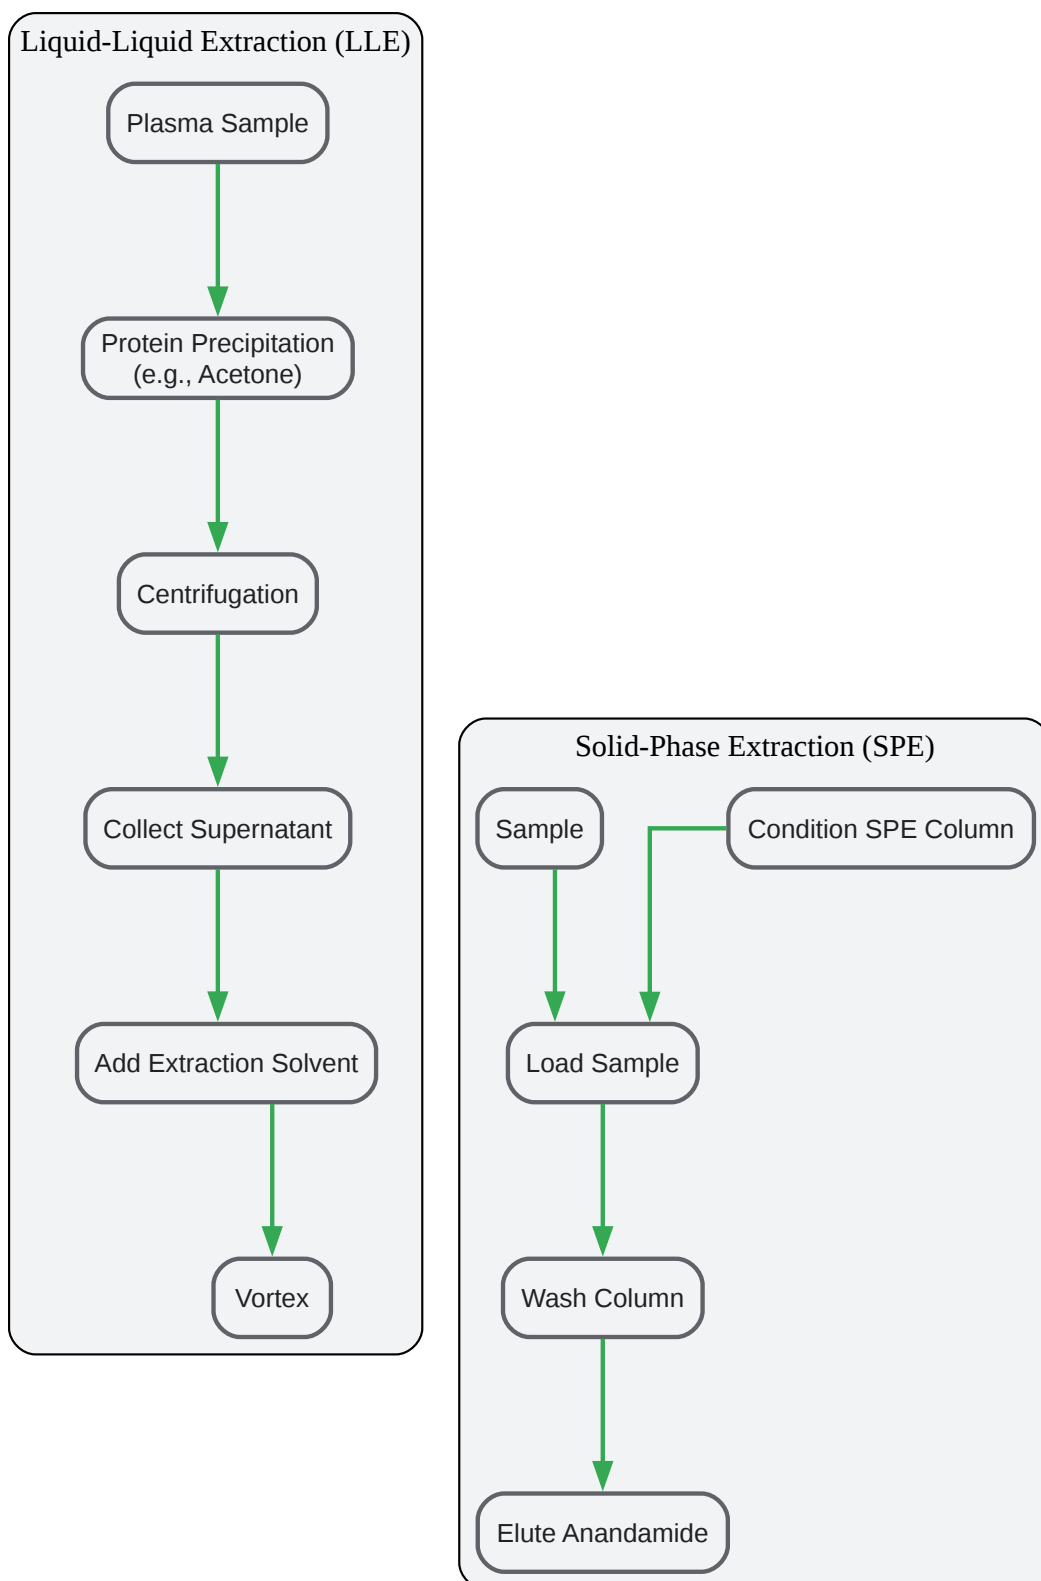 Liquid-Liquid Extraction (LLE)
Plasma Sample
Protein Precipitation
(e.g., Acetone)
Centrifugation
Collect Supernatant
Add Extraction Solvent
Vortex
Solid-Phase Extraction (SPE)
Sample
Condition SPE Column
Load Sample
Wash Column
Elute Anandamide